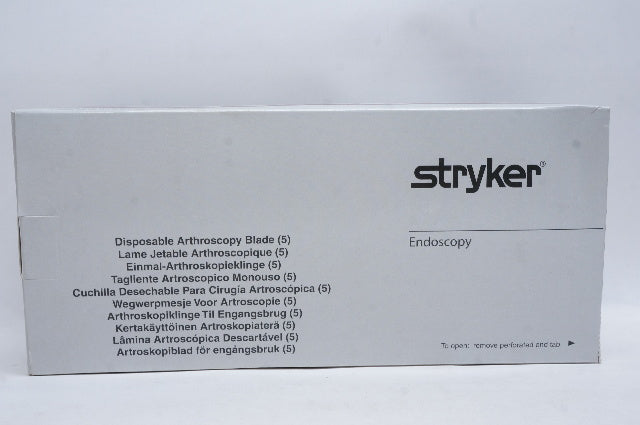 stryker®
Endoscopy
Disposable Arthroscopy Blade (5)
Lame Jetable Arthroscopique (5)
Einmal-Arthroskopieklinge (5)
Tagliente Artroscopico Monouso (5)
Cuchilla Desechable Para Cirugía Artroscópica (5)
Wegwerpmesje Voor Artroscopie (5)
Arthroskopiklinge Til Engangsbrug (5)
Kertakäyttöinen Artroskopiaterä (5)
Lâmina Artroscópica Descartável (5)
Artroskopiblad för engångsbruk (5)
To open: remove perforated end tab